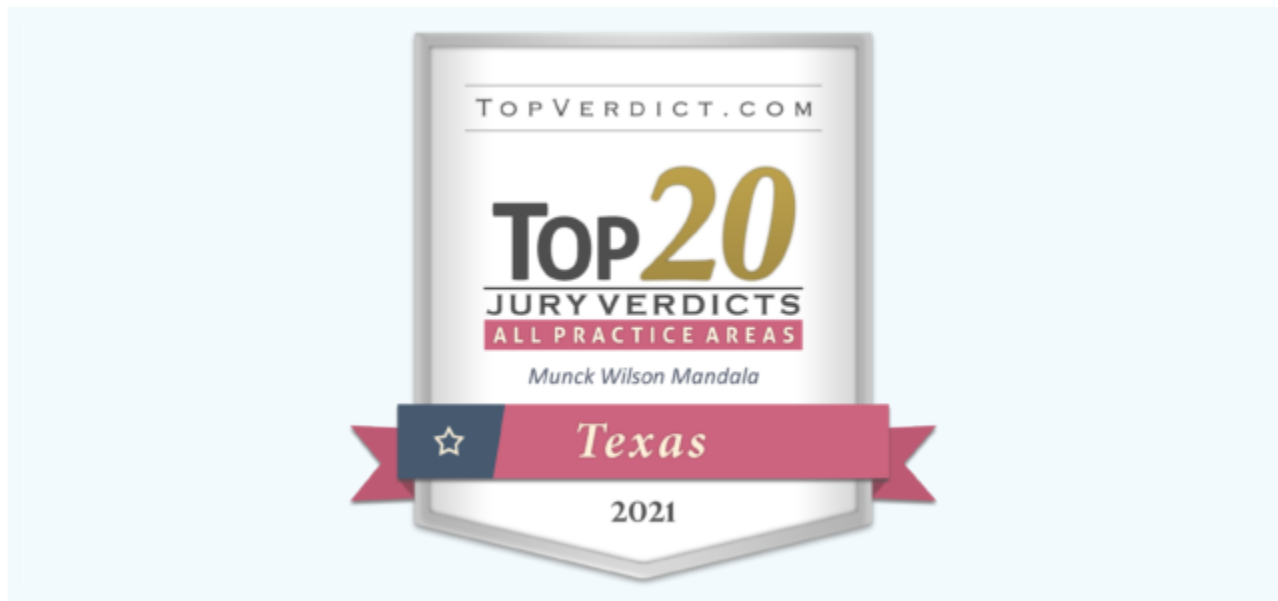 TOPVERDICT.COM
TOP 20
JURY VERDICTS
ALL PRACTICE AREAS
Munck Wilson Mandala
Texas
2021